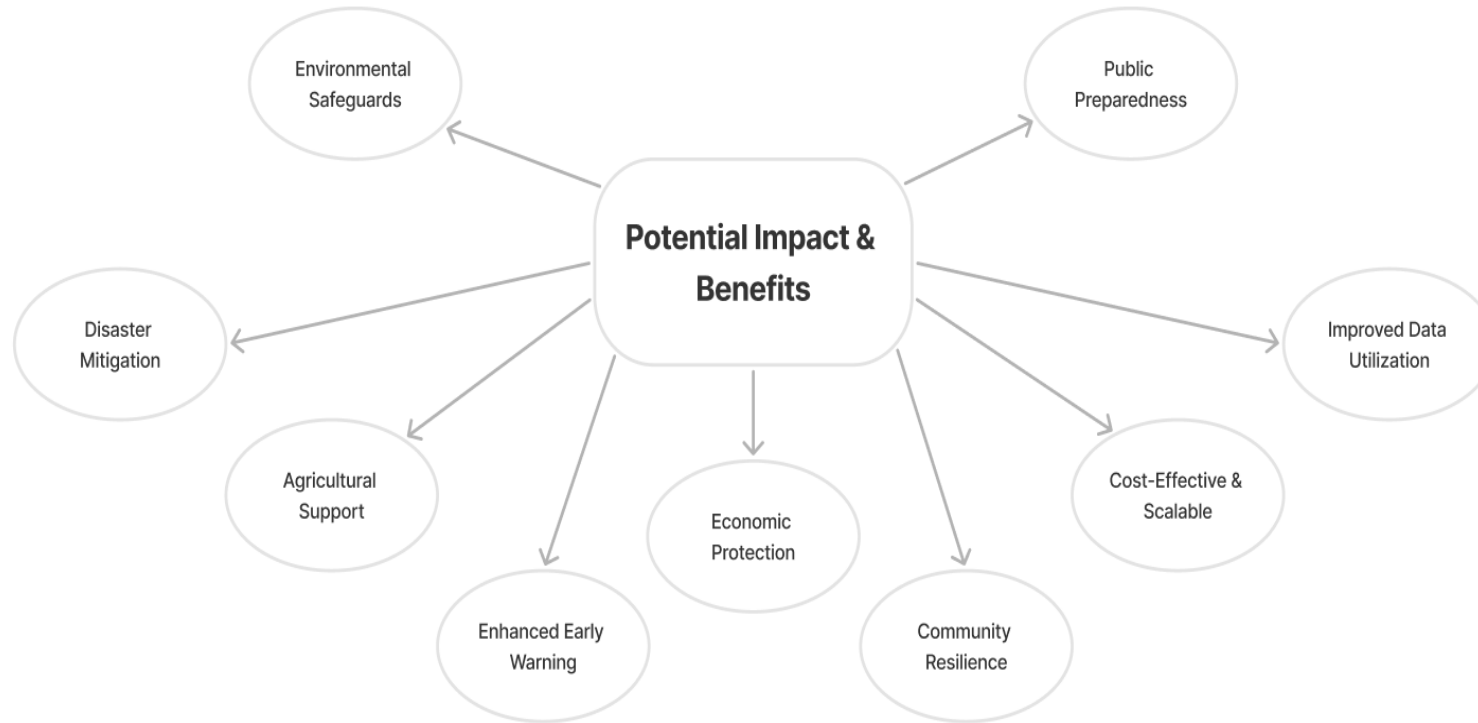 Environmental
Safeguards
Public
Preparedness
Potential Impact &
Benefits
Disaster
Mitigation
Improved Data
Utilization
Agricultural
Support
Cost-Effective &
Scalable
Economic
Protection
Enhanced Early
Warning
Community
Resilience